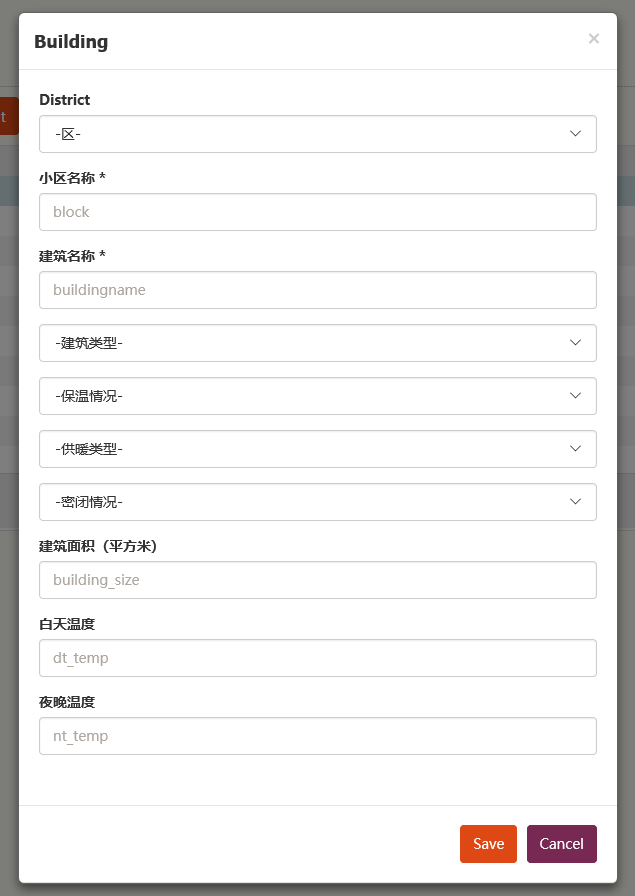 Building
×
t
District
-区-
小区名称 *
block
建筑名称 *
buildingname
-建筑类型-
-保温情况-
-供暖类型-
-密闭情况-
建筑面积（平方米）
building_size
白天温度
dt_temp
夜晚温度
nt_temp
Save
Cancel